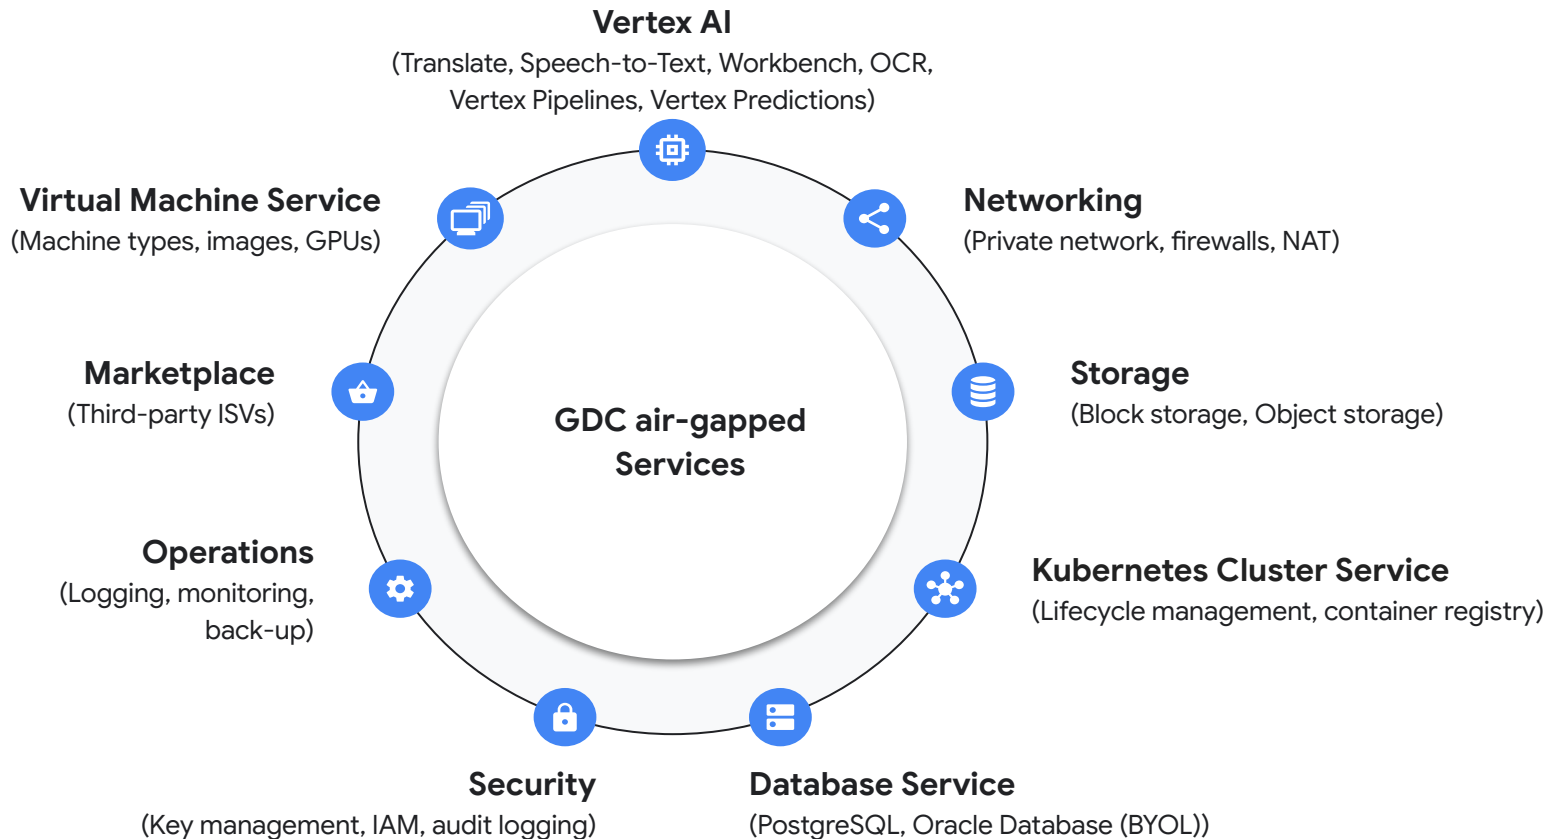 Vertex AI
(Translate, Speech-to-Text, Workbench, OCR,
Vertex Pipelines, Vertex Predictions)
Virtual Machine Service
(Machine types, images, GPUs)
Networking
(Private network, firewalls, NAT)
Marketplace
(Third-party ISVs)
Storage
(Block storage, Object storage)
GDC air-gapped
Services
Operations
(Logging, monitoring,
back-up)
Kubernetes Cluster Service
(Lifecycle management, container registry)
Security
(Key management, IAM, audit logging)
Database Service
(PostgreSQL, Oracle Database (BYOL))